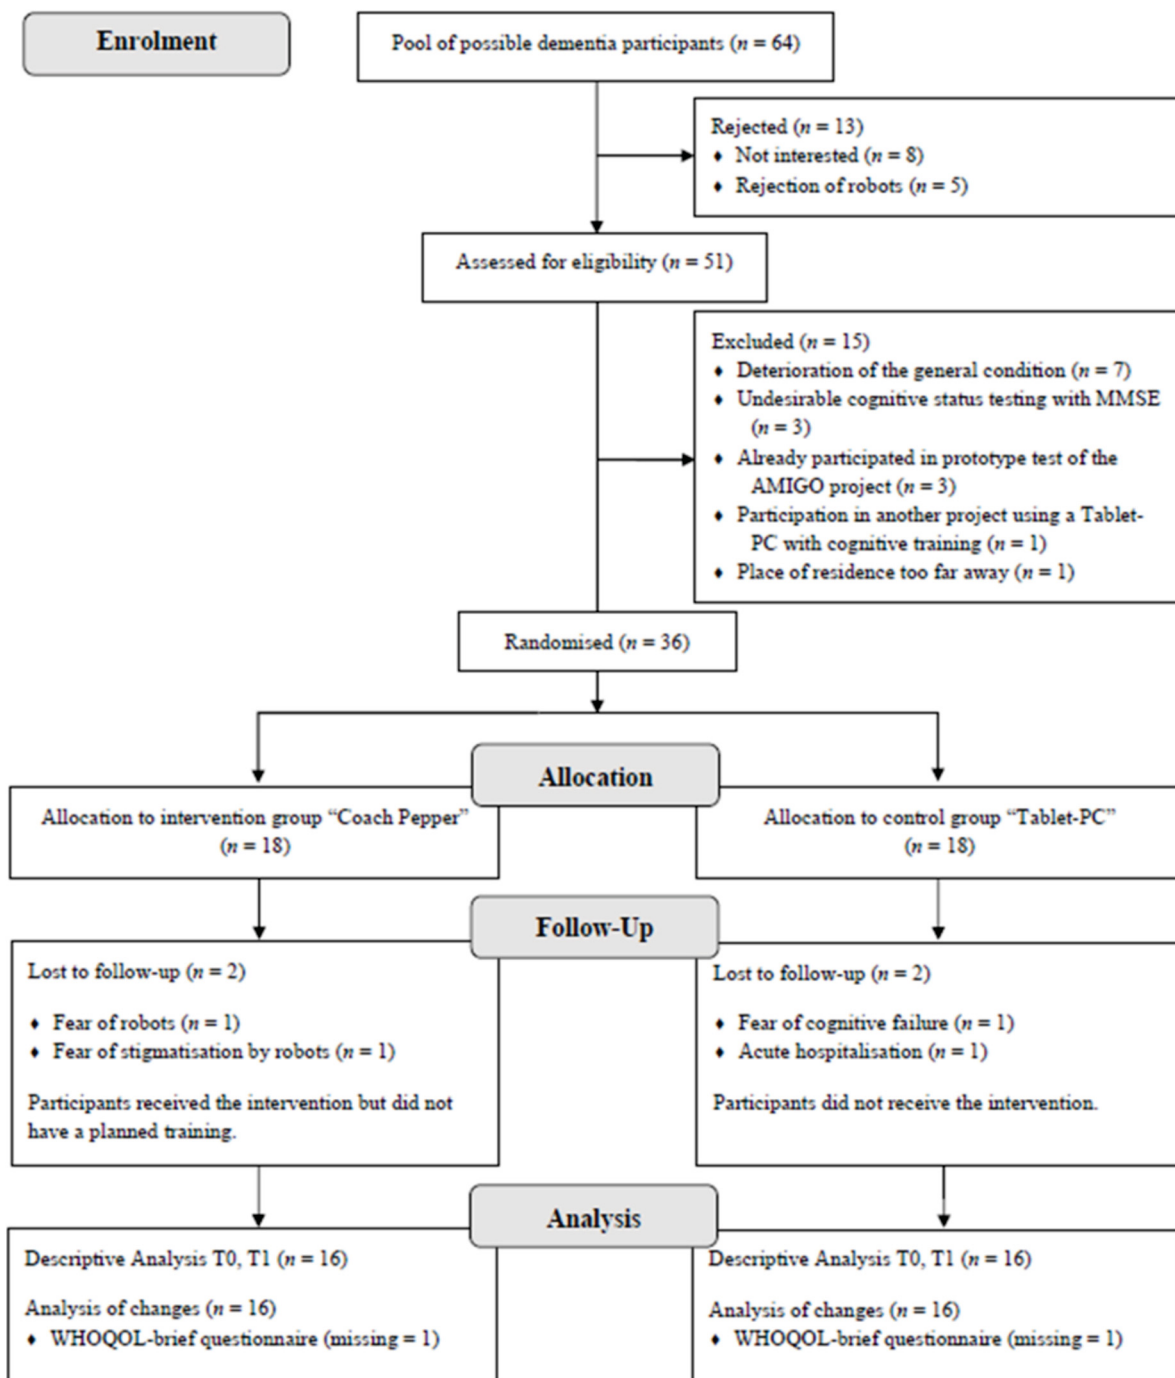 Enrolment
Pool of possible dementia participants (n = 64)
Rejected (n = 13)
♦ Not interested (n = 8)
♦ Rejection of robots (n = 5)
Assessed for eligibility (n = 51)
Excluded (n = 15)
♦ Deterioration of the general condition (n = 7)
♦ Undesirable cognitive status testing with MMSE
(n = 3)
♦ Already participated in prototype test of the
AMIGO project (n = 3)
♦ Participation in another project using a Tablet-
PC with cognitive training (n = 1)
♦ Place of residence too far away (n = 1)
Randomised (n = 36)
Allocation
Allocation to intervention group “Coach Pepper”
(n = 18)
Allocation to control group “Tablet-PC”
(n = 18)
Follow-Up
Lost to follow-up (n = 2)
♦ Fear of robots (n = 1)
♦ Fear of stigmatisation by robots (n = 1)
Participants received the intervention but did not
have a planned training.
Lost to follow-up (n = 2)
♦ Fear of cognitive failure (n = 1)
♦ Acute hospitalisation (n = 1)
Participants did not receive the intervention.
Analysis
Descriptive Analysis T0, T1 (n = 16)
Analysis of changes (n = 16)
♦ WHOQOL-brief questionnaire (missing = 1)
Descriptive Analysis T0, T1 (n = 16)
Analysis of changes (n = 16)
♦ WHOQOL-brief questionnaire (missing = 1)